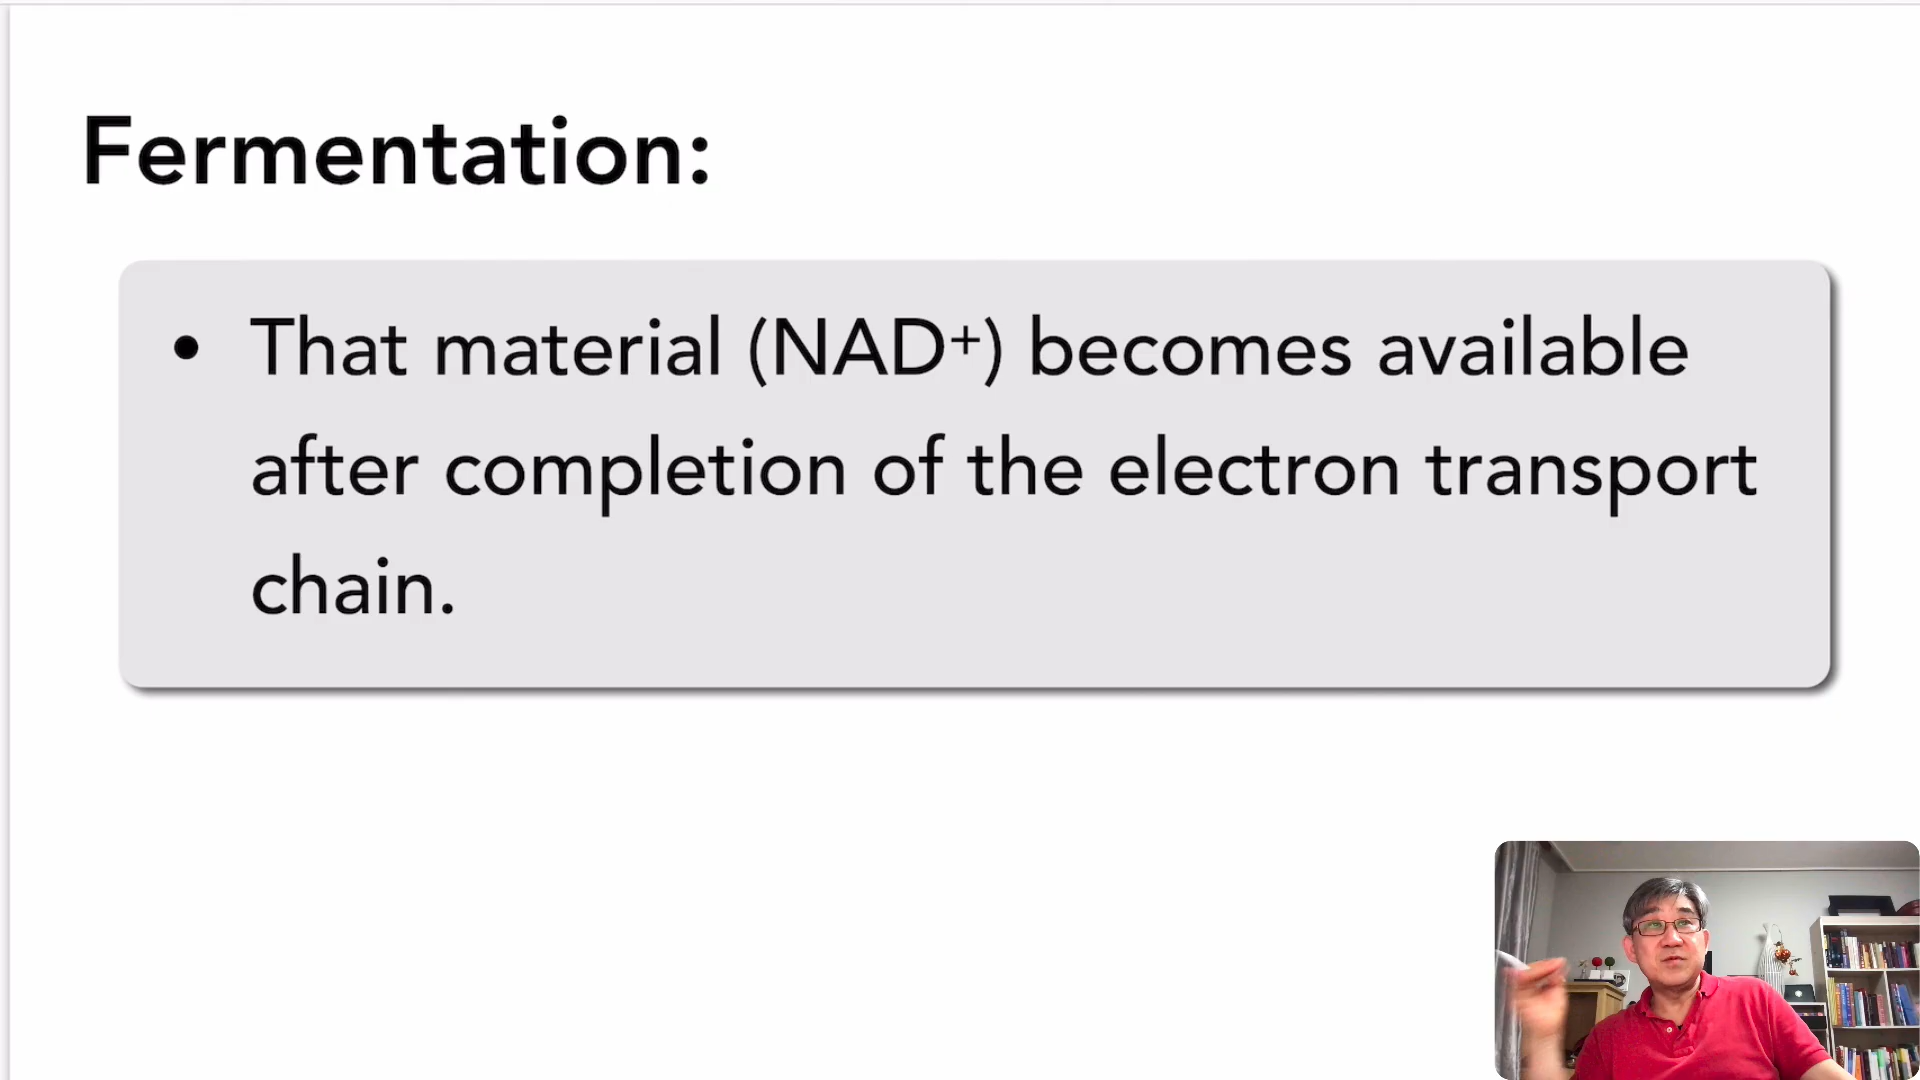 Fermentation:
• That material (NAD⁺) becomes available
after completion of the electron transport
chain.